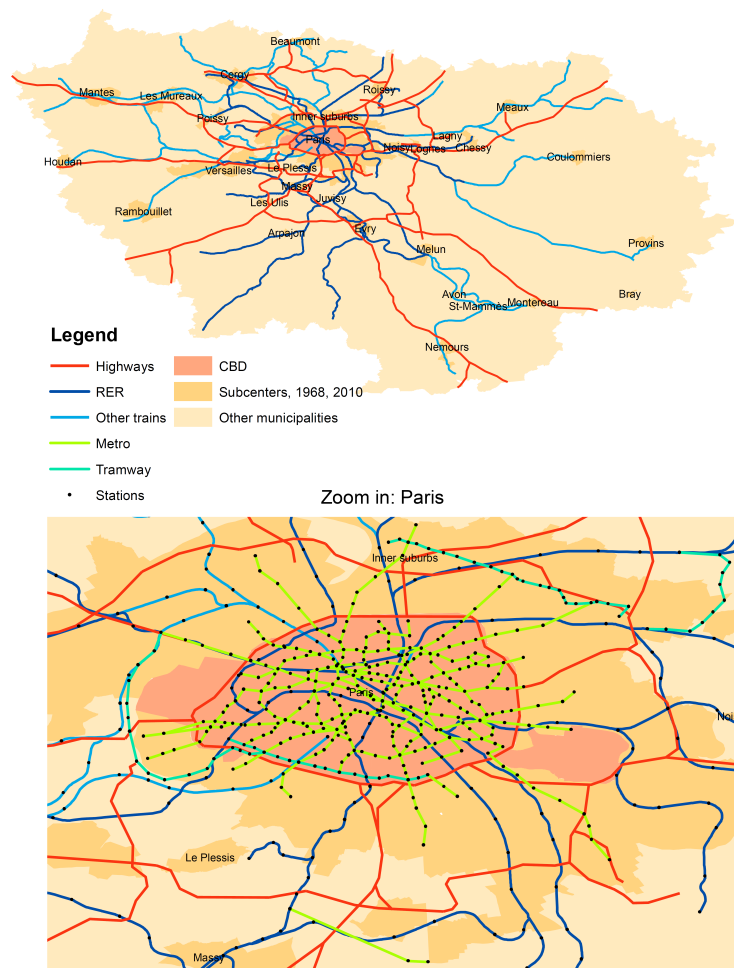 Beaumont
Cergy
Roissy
Mantes
Les Mureaux
Meaux
Poissy
Inner suburbs
Paris
Lagny
Noisy
Lognes
Chessy
Houdan
Coulommiers
Versailles
Le Plessis
Massy
Les Ulis
Juvisy
Rambouillet
Arpajon
Evry
Melun
Provins
Avon
Bray
St-Mammès
Montereau
Nemours
Legend
Highways
CBD
RER
Subcenters, 1968, 2010
Other trains
Other municipalities
Metro
Tramway
Stations
Zoom in: Paris
Inner suburbs
Paris
Noi
Le Plessis
Massy